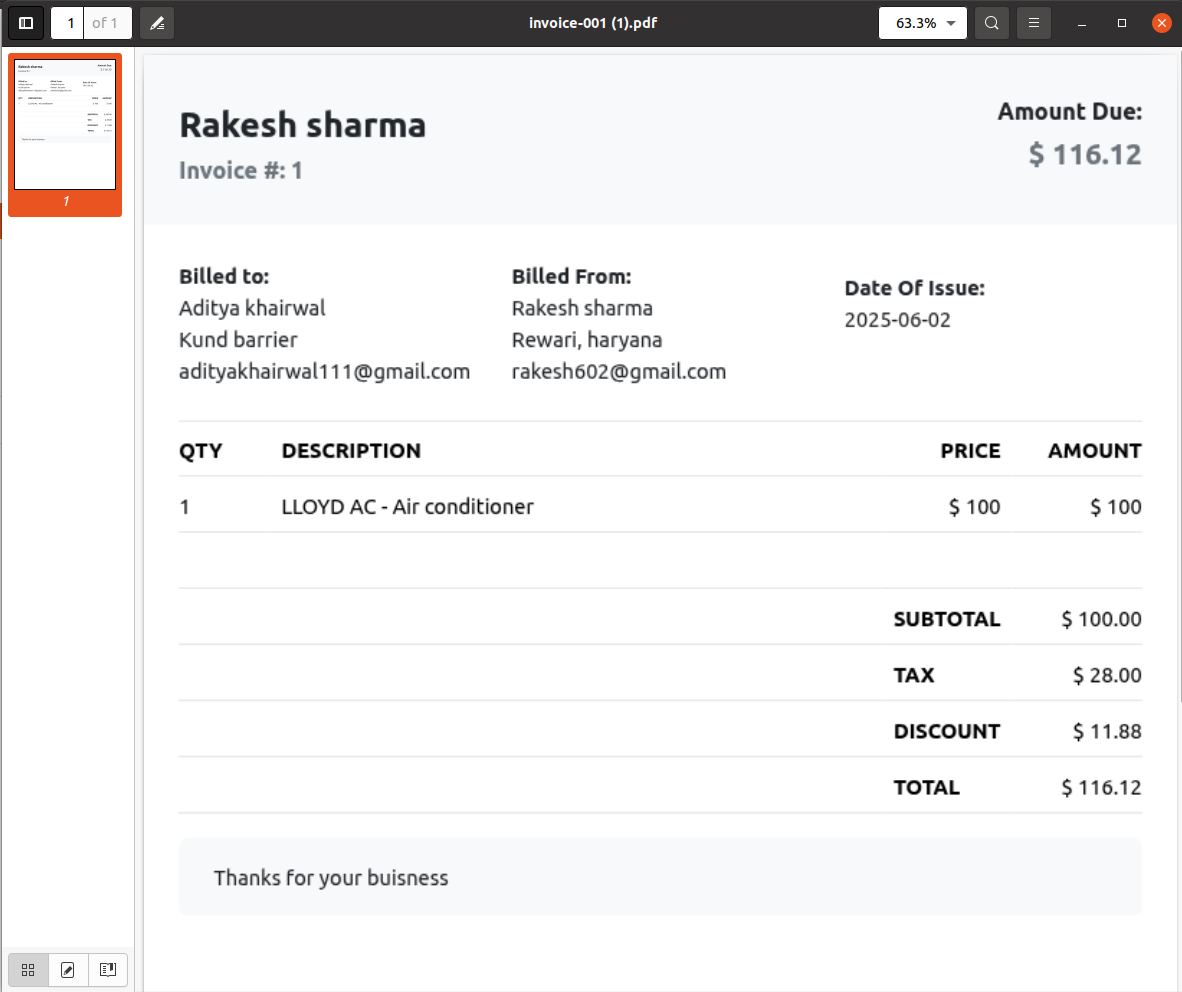 1 of 1
invoice-001 (1).pdf
63.3%
1
Rakesh sharma
Invoice #: 1
Amount Due:
$ 116.12
Billed to:
Aditya khairwal
Kund barrier
adityakhairwal111@gmail.com
Billed From:
Rakesh sharma
Rewari, haryana
rakesh602@gmail.com
Date Of Issue:
2025-06-02
QTY DESCRIPTION PRICE AMOUNT
1 LLOYD AC - Air conditioner $ 100 $ 100
SUBTOTAL $ 100.00
TAX $ 28.00
DISCOUNT $ 11.88
TOTAL $ 116.12
Thanks for your buisness